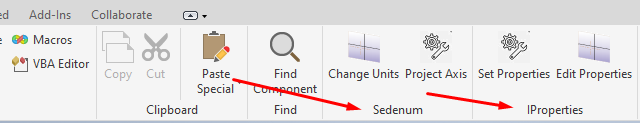 ed Add-Ins Collaborate
e Macros
VBA Editor
Copy Cut Paste
Special
Clipboard
Find
Component
Find
Change Units Project Axis
Sedenum
Set Properties Edit Properties
IProperties